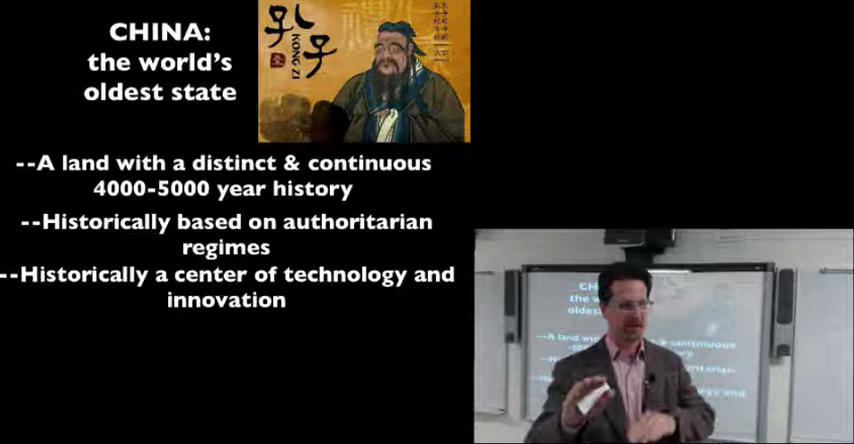 CHINA:
the world's
oldest state
孔子
KONG ZI
--A land with a distinct & continuous
4000-5000 year history
--Historically based on authoritarian
regimes
--Historically a center of technology and
innovation